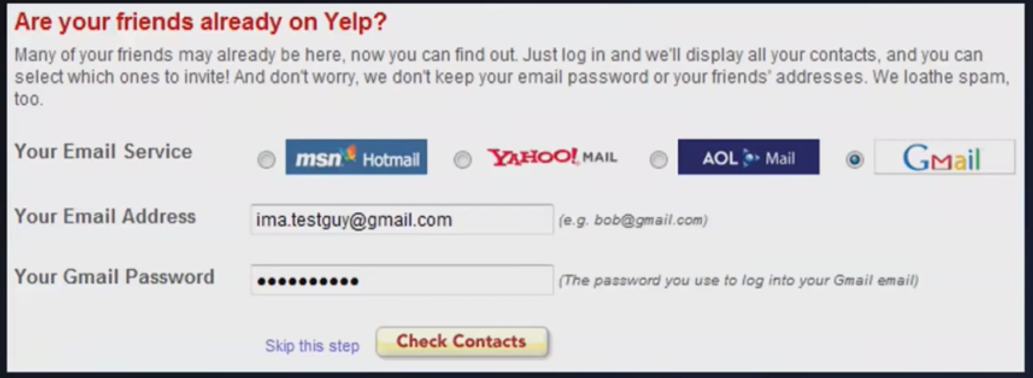 Are your friends already on Yelp?
Many of your friends may already be here, now you can find out. Just log in and we'll display all your contacts, and you can
select which ones to invite! And don't worry, we don't keep your email password or your friends' addresses. We loathe spam,
too.
Your Email Service msn Hotmail YAHOO! MAIL AOL Mail Gmail
Your Email Address ima.testguy@gmail.com (e.g. bob@gmail.com)
Your Gmail Password ●●●●●●●●●● (The password you use to log into your Gmail email)
Skip this step Check Contacts